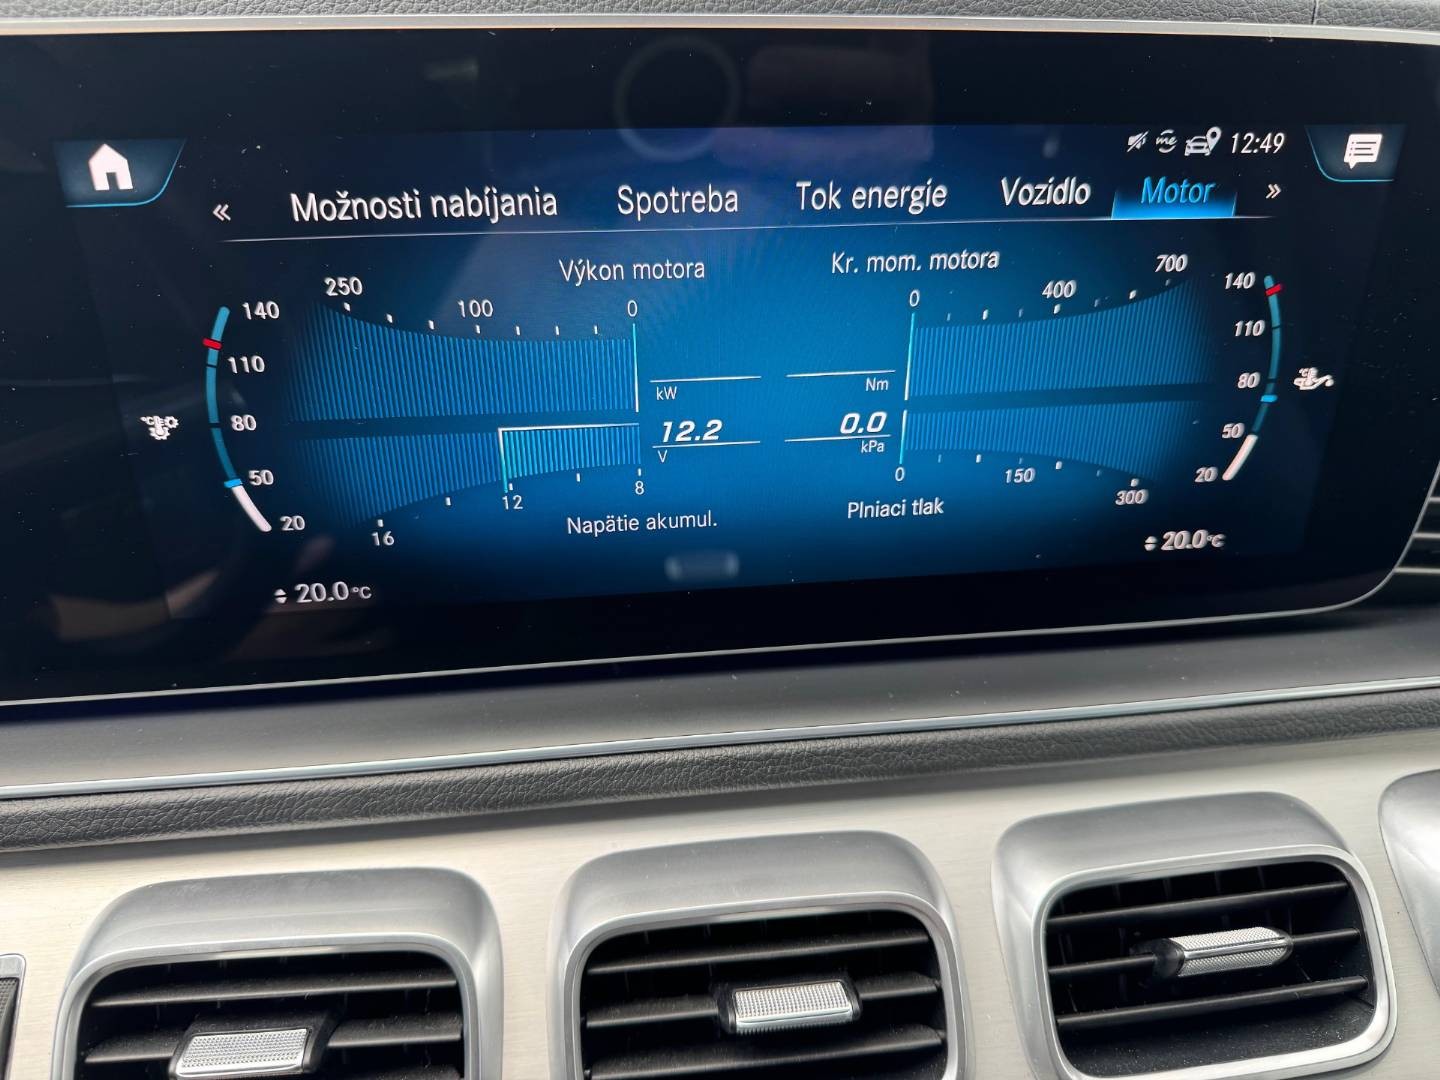 me 12:49
« Možnosti nabíjania Spotreba Tok energie Vozidlo Motor »
Výkon motora Kr. mom. motora
250 100 0 0 400 700
140 140
110 110
80 80
50 50
20 20
kW Nm
12.2 0.0
V kPa
16 12 8 0 150 300
Napätie akumul. Plniaci tlak
20.0°C 20.0°C
°C °C